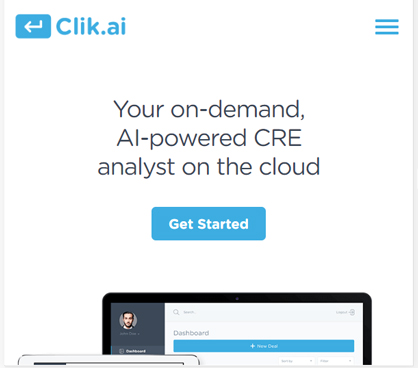 Clik.ai
Your on-demand,
AI-powered CRE
analyst on the cloud
Get Started
Search
Logout
Dashboard
+ New Deal
Dashboard